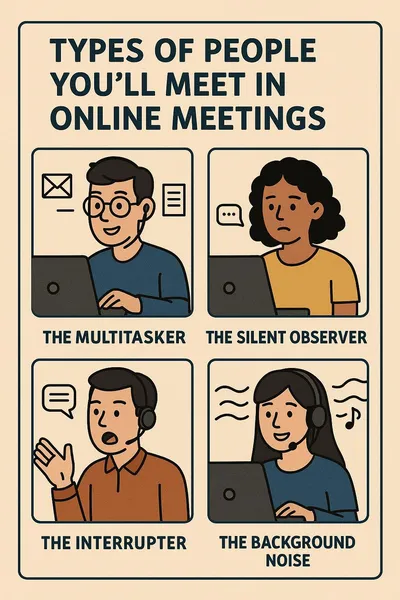 TYPES OF PEOPLE
YOU'LL MEET IN
ONLINE MEETINGS
THE MULTITASKER
THE SILENT OBSERVER
THE INTERRUPTER
THE BACKGROUND
NOISE